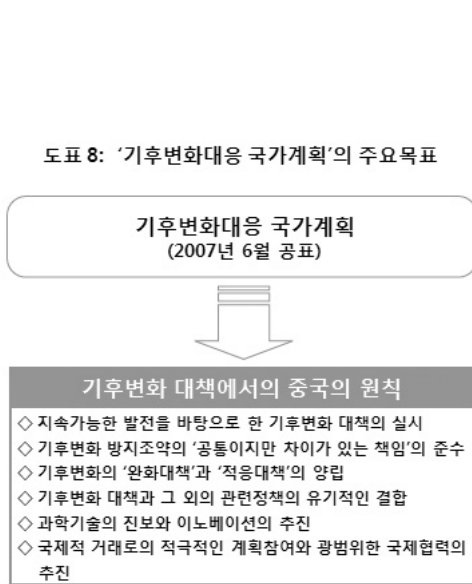 도표 8: '기후변화대응 국가계획'의 주요목표
기후변화대응 국가계획
(2007년 6월 공표)
기후변화 대책에서의 중국의 원칙
◇ 지속가능한 발전을 바탕으로 한 기후변화 대책의 실시
◇ 기후변화 방지조약의 '공통이지만 차이가 있는 책임'의 준수
◇ 기후변화의 '완화대책'과 '적응대책'의 양립
◇ 기후변화 대책과 그 외의 관련정책의 유기적인 결합
◇ 과학기술의 진보와 이노베이션의 추진
◇ 국제적 거래로의 적극적인 계획참여와 광범위한 국제협력의
추진